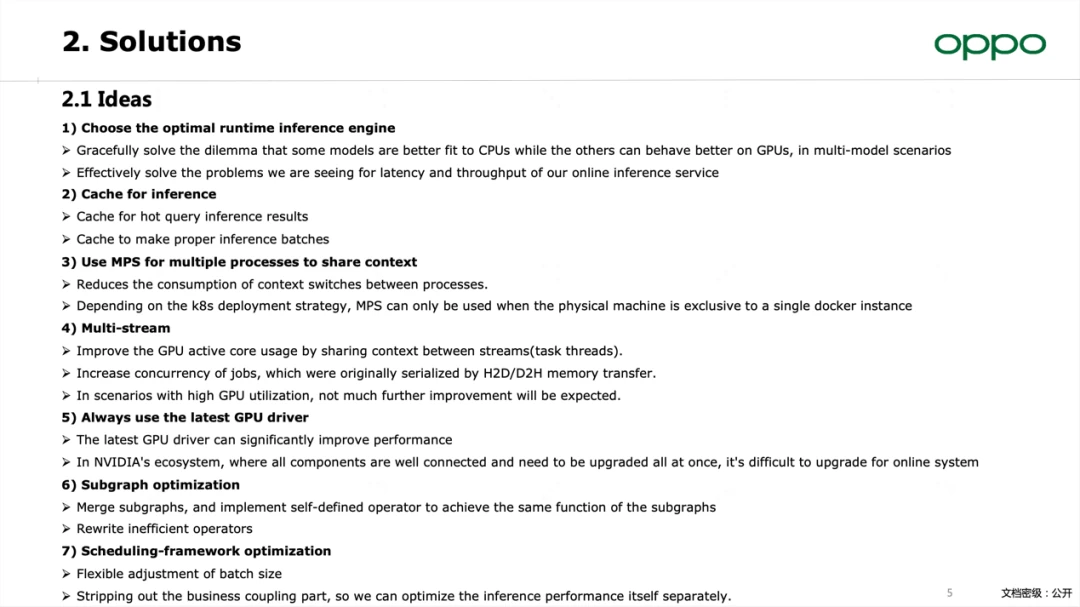 2. Solutions
oppo
2.1 Ideas
1) Choose the optimal runtime inference engine
➢ Gracefully solve the dilemma that some models are better fit to CPUs while the others can behave better on GPUs, in multi-model scenarios
➢ Effectively solve the problems we are seeing for latency and throughput of our online inference service
2) Cache for inference
➢ Cache for hot query inference results
➢ Cache to make proper inference batches
3) Use MPS for multiple processes to share context
➢ Reduces the consumption of context switches between processes.
➢ Depending on the k8s deployment strategy, MPS can only be used when the physical machine is exclusive to a single docker instance
4) Multi-stream
➢ Improve the GPU active core usage by sharing context between streams(task threads).
➢ Increase concurrency of jobs, which were originally serialized by H2D/D2H memory transfer.
➢ In scenarios with high GPU utilization, not much further improvement will be expected.
5) Always use the latest GPU driver
➢ The latest GPU driver can significantly improve performance
➢ In NVIDIA's ecosystem, where all components are well connected and need to be upgraded all at once, it's difficult to upgrade for online system
6) Subgraph optimization
➢ Merge subgraphs, and implement self-defined operator to achieve the same function of the subgraphs
➢ Rewrite inefficient operators
7) Scheduling-framework optimization
➢ Flexible adjustment of batch size
➢ Stripping out the business coupling part, so we can optimize the inference performance itself separately.
5
文档密级：公开